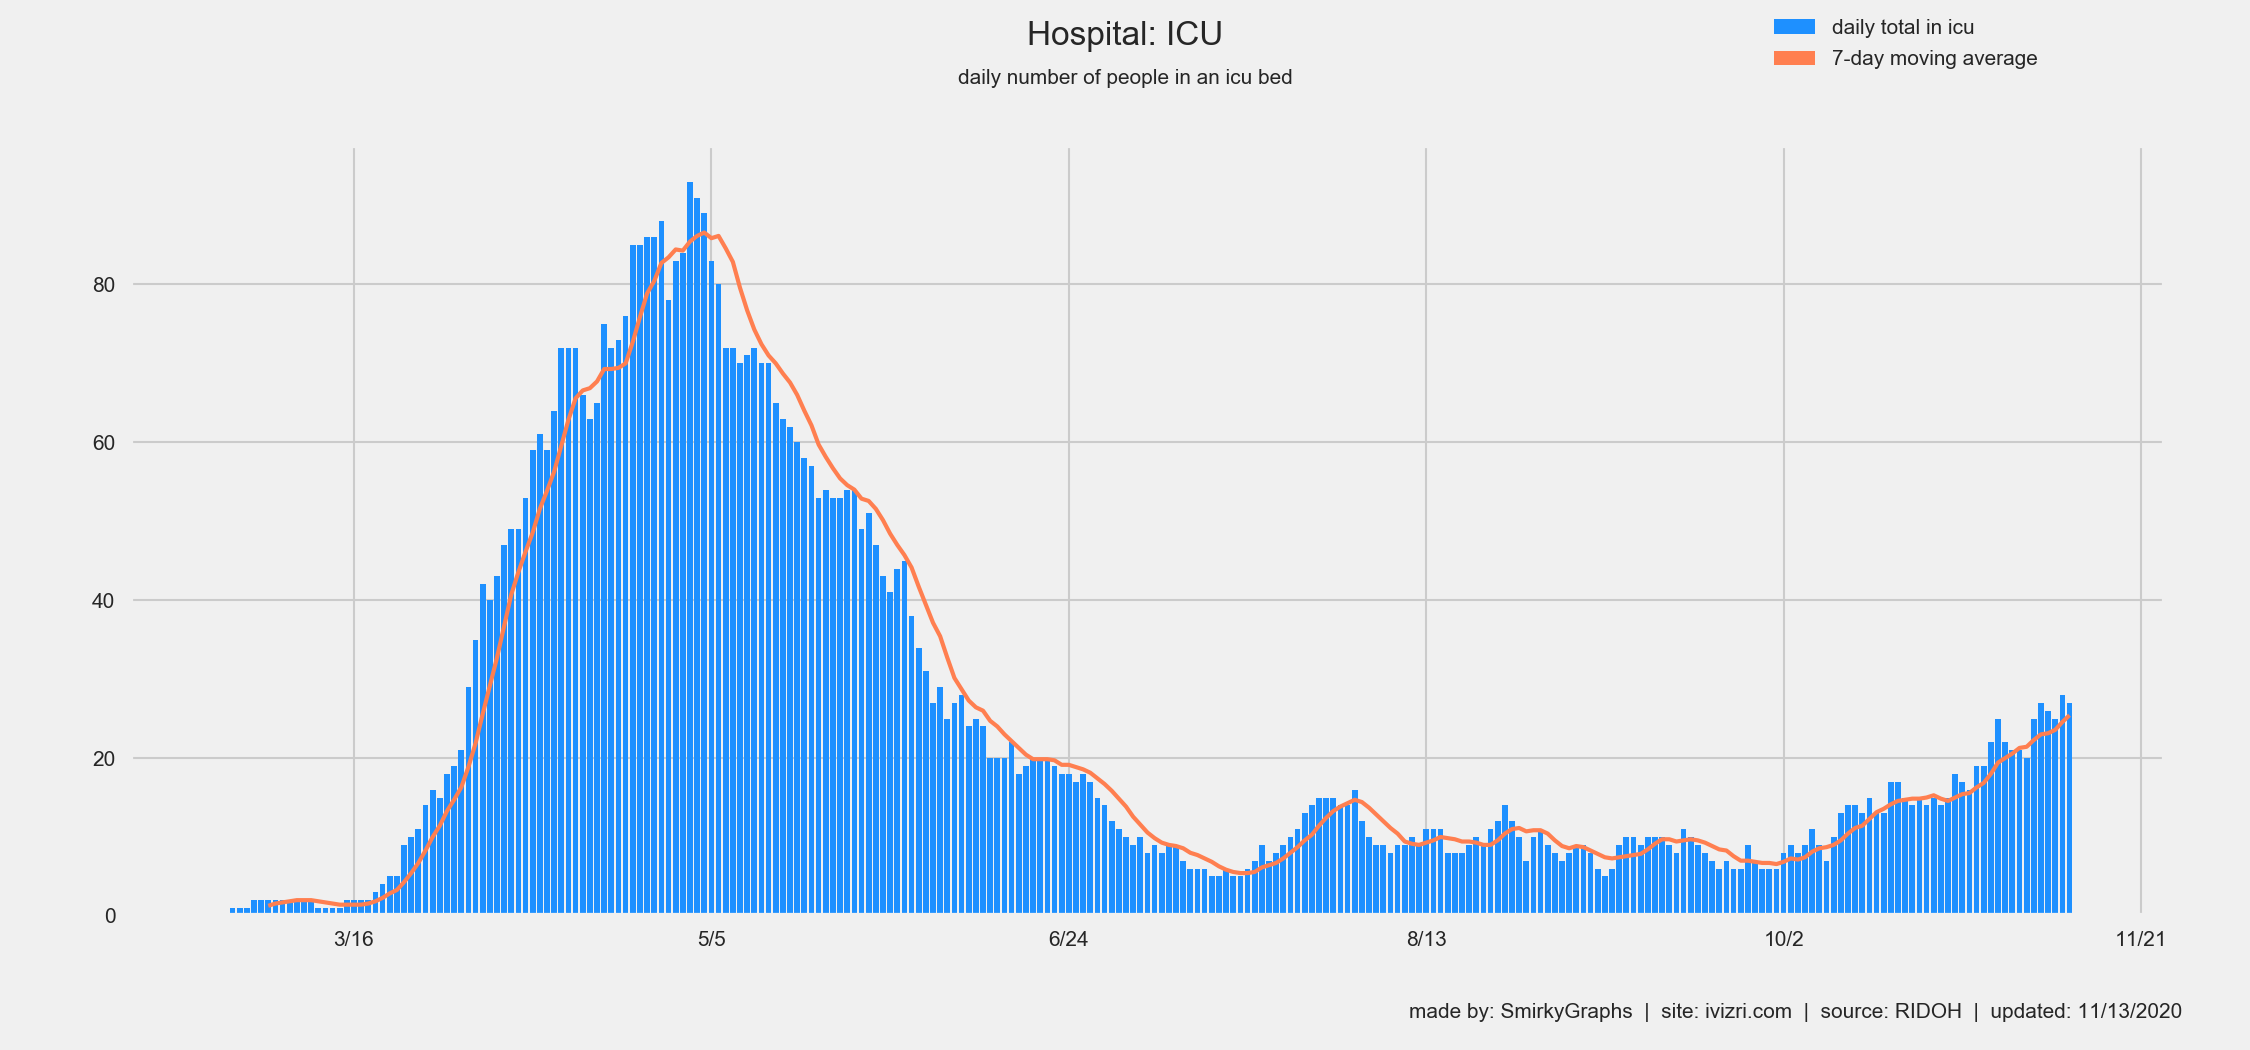 Hospital: ICU
daily number of people in an icu bed
daily total in icu
7-day moving average
80
60
40
20
0
3/16 5/5 6/24 8/13 10/2 11/21
made by: SmirkyGraphs | site: ivizri.com | source: RIDOH | updated: 11/13/2020